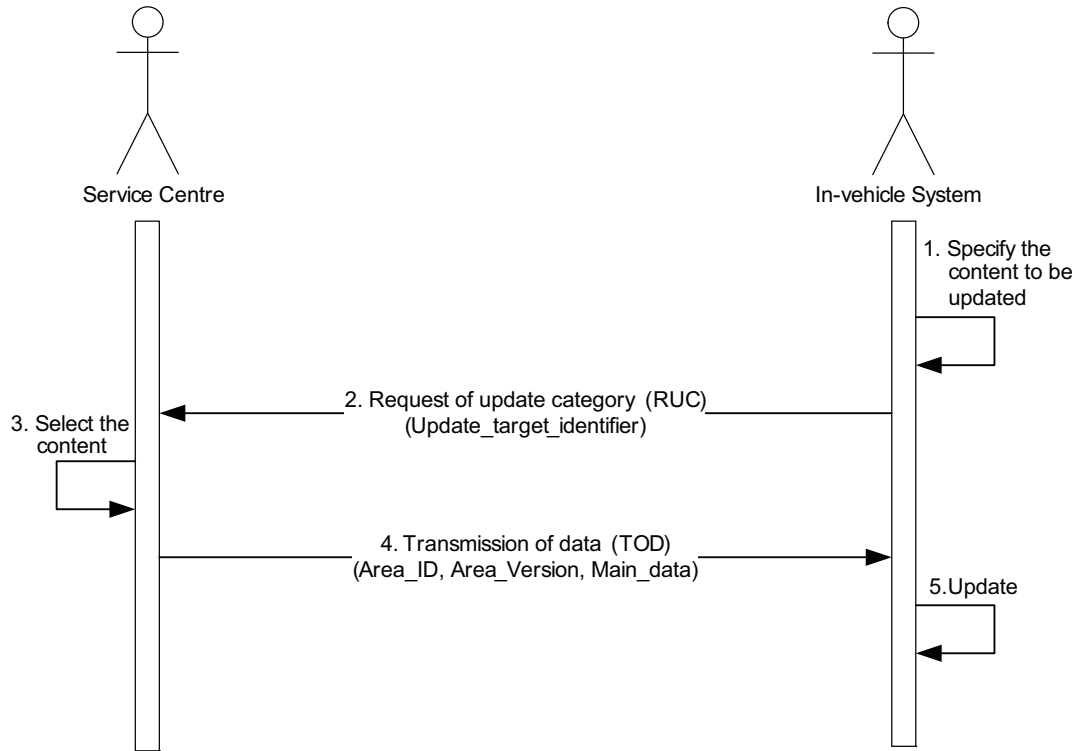 Service Centre
In-vehicle System
1. Specify the
content to be
updated
2. Request of update category (RUC)
(Update_target_identifier)
3. Select the
content
4. Transmission of data (TOD)
(Area_ID, Area_Version, Main_data)
5.Update